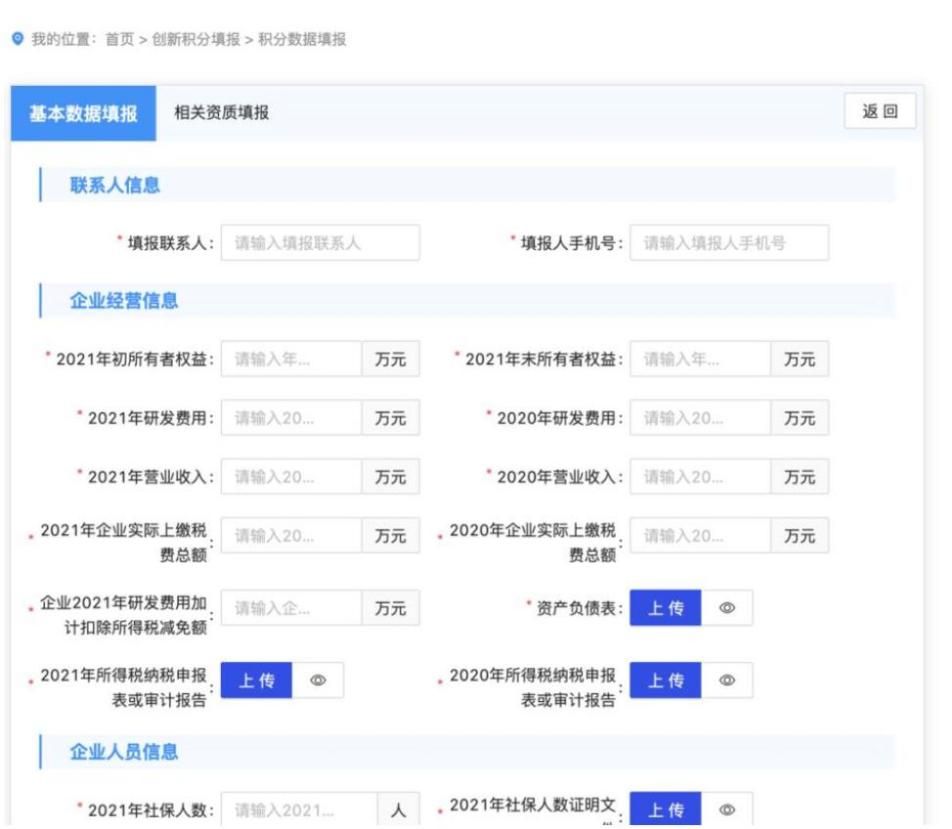 我的位置：首页 > 创新积分填报 > 积分数据填报
基本数据填报 相关资质填报 返回
联系人信息
* 填报联系人： 请输入填报联系人 * 填报人手机号： 请输入填报人手机号
企业经营信息
* 2021年初所有者权益： 请输入年... 万元 * 2021年末所有者权益： 请输入年... 万元
* 2021年研发费用： 请输入20... 万元 * 2020年研发费用： 请输入20... 万元
* 2021年营业收入： 请输入20... 万元 * 2020年营业收入： 请输入20... 万元
* 2021年企业实际上缴税费总额： 请输入20... 万元 * 2020年企业实际上缴税费总额： 请输入20... 万元
* 企业2021年研发费用加计扣除所得税减免额： 请输入企... 万元 * 资产负债表： 上传
* 2021年所得税纳税申报表或审计报告： 上传 * 2020年所得税纳税申报表或审计报告： 上传
企业人员信息
* 2021年社保人数： 请输入2021... 人 * 2021年社保人数证明文 上传